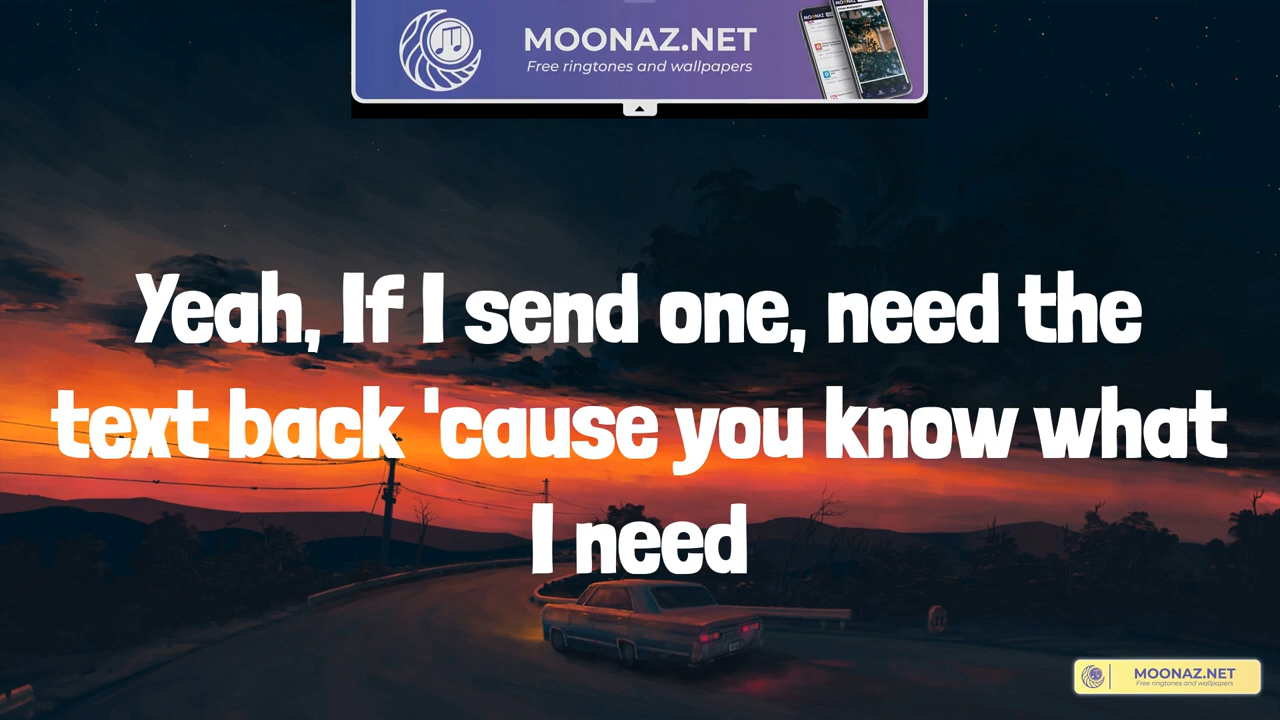 MOONAZ.NET
Free ringtones and wallpapers
Yeah, If I send one, need the
text back 'cause you know what
I need
MOONAZ.NET
Free ringtones and wallpapers